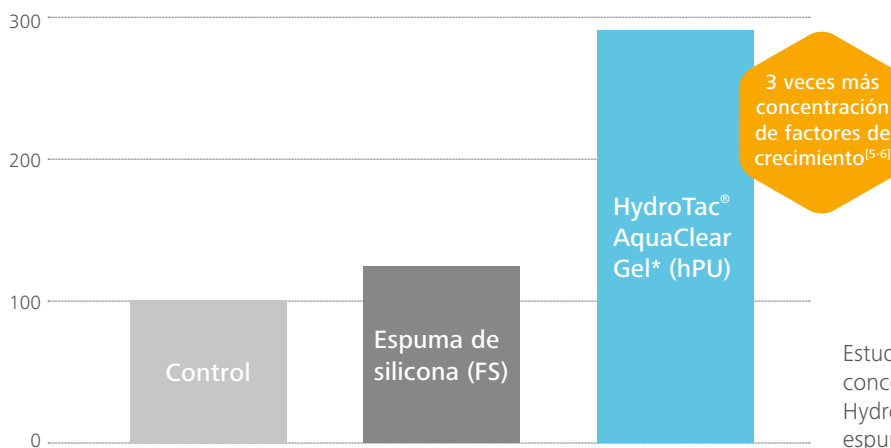 300
200
100
0
Control
Espuma de
silicona (FS)
HydroTac®
AquaClear
Gel* (hPU)
3 veces más
concentración
de factores de
crecimiento[5-6]